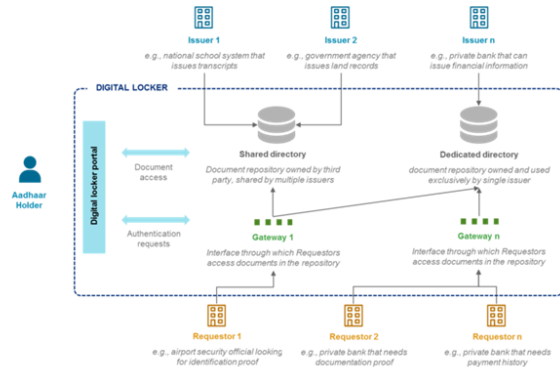 Issuer 1
e.g., national school system that
issues transcripts
Issuer 2
e.g., government agency that
issues land records
Issuer n
e.g., private bank that can
issue financial information
DIGITAL LOCKER
Digital locker portal
Aadhaar
Holder
Document
access
Authentication
requests
Shared directory
Document repository owned by third
party, shared by multiple issuers
Dedicated directory
document repository owned and used
exclusively by single issuer
Gateway 1
Interface through which Requestors
access documents in the repository
Gateway n
Interface through which Requestors
access documents in the repository
Requestor 1
e.g., airport security official looking
for identification proof
Requestor 2
e.g., private bank that needs
documentation proof
Requestor n
e.g., private bank that needs
payment history